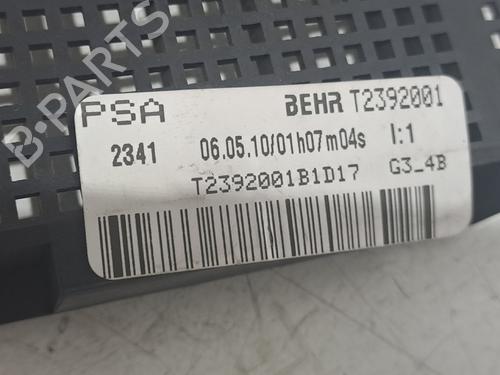 PSA BEHR T2392001
2341 06.05.10/01h07m04s I:1
T2392001B1D17 G3_4B
B-PARTS